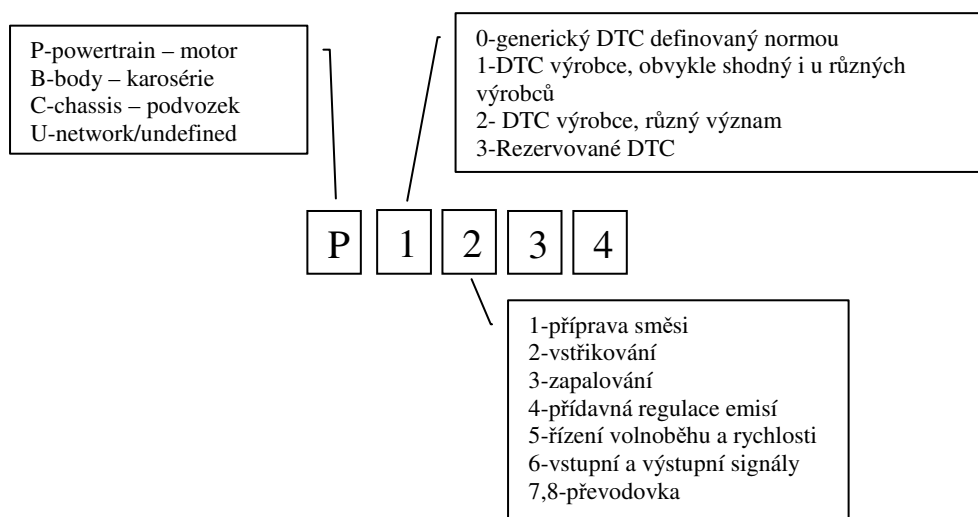 P-powertrain – motor
B-body – karosérie
C-chassis – podvozek
U-network/undefined
0-generický DTC definovaný normou
1-DTC výrobce, obvykle shodný i u různých
výrobců
2- DTC výrobce, různý význam
3-Rezervované DTC
P 1 2 3 4
1-příprava směsi
2-vstřikování
3-zapalování
4-přídavná regulace emisí
5-řízení volnoběhu a rychlosti
6-vstupní a výstupní signály
7,8-převodovka